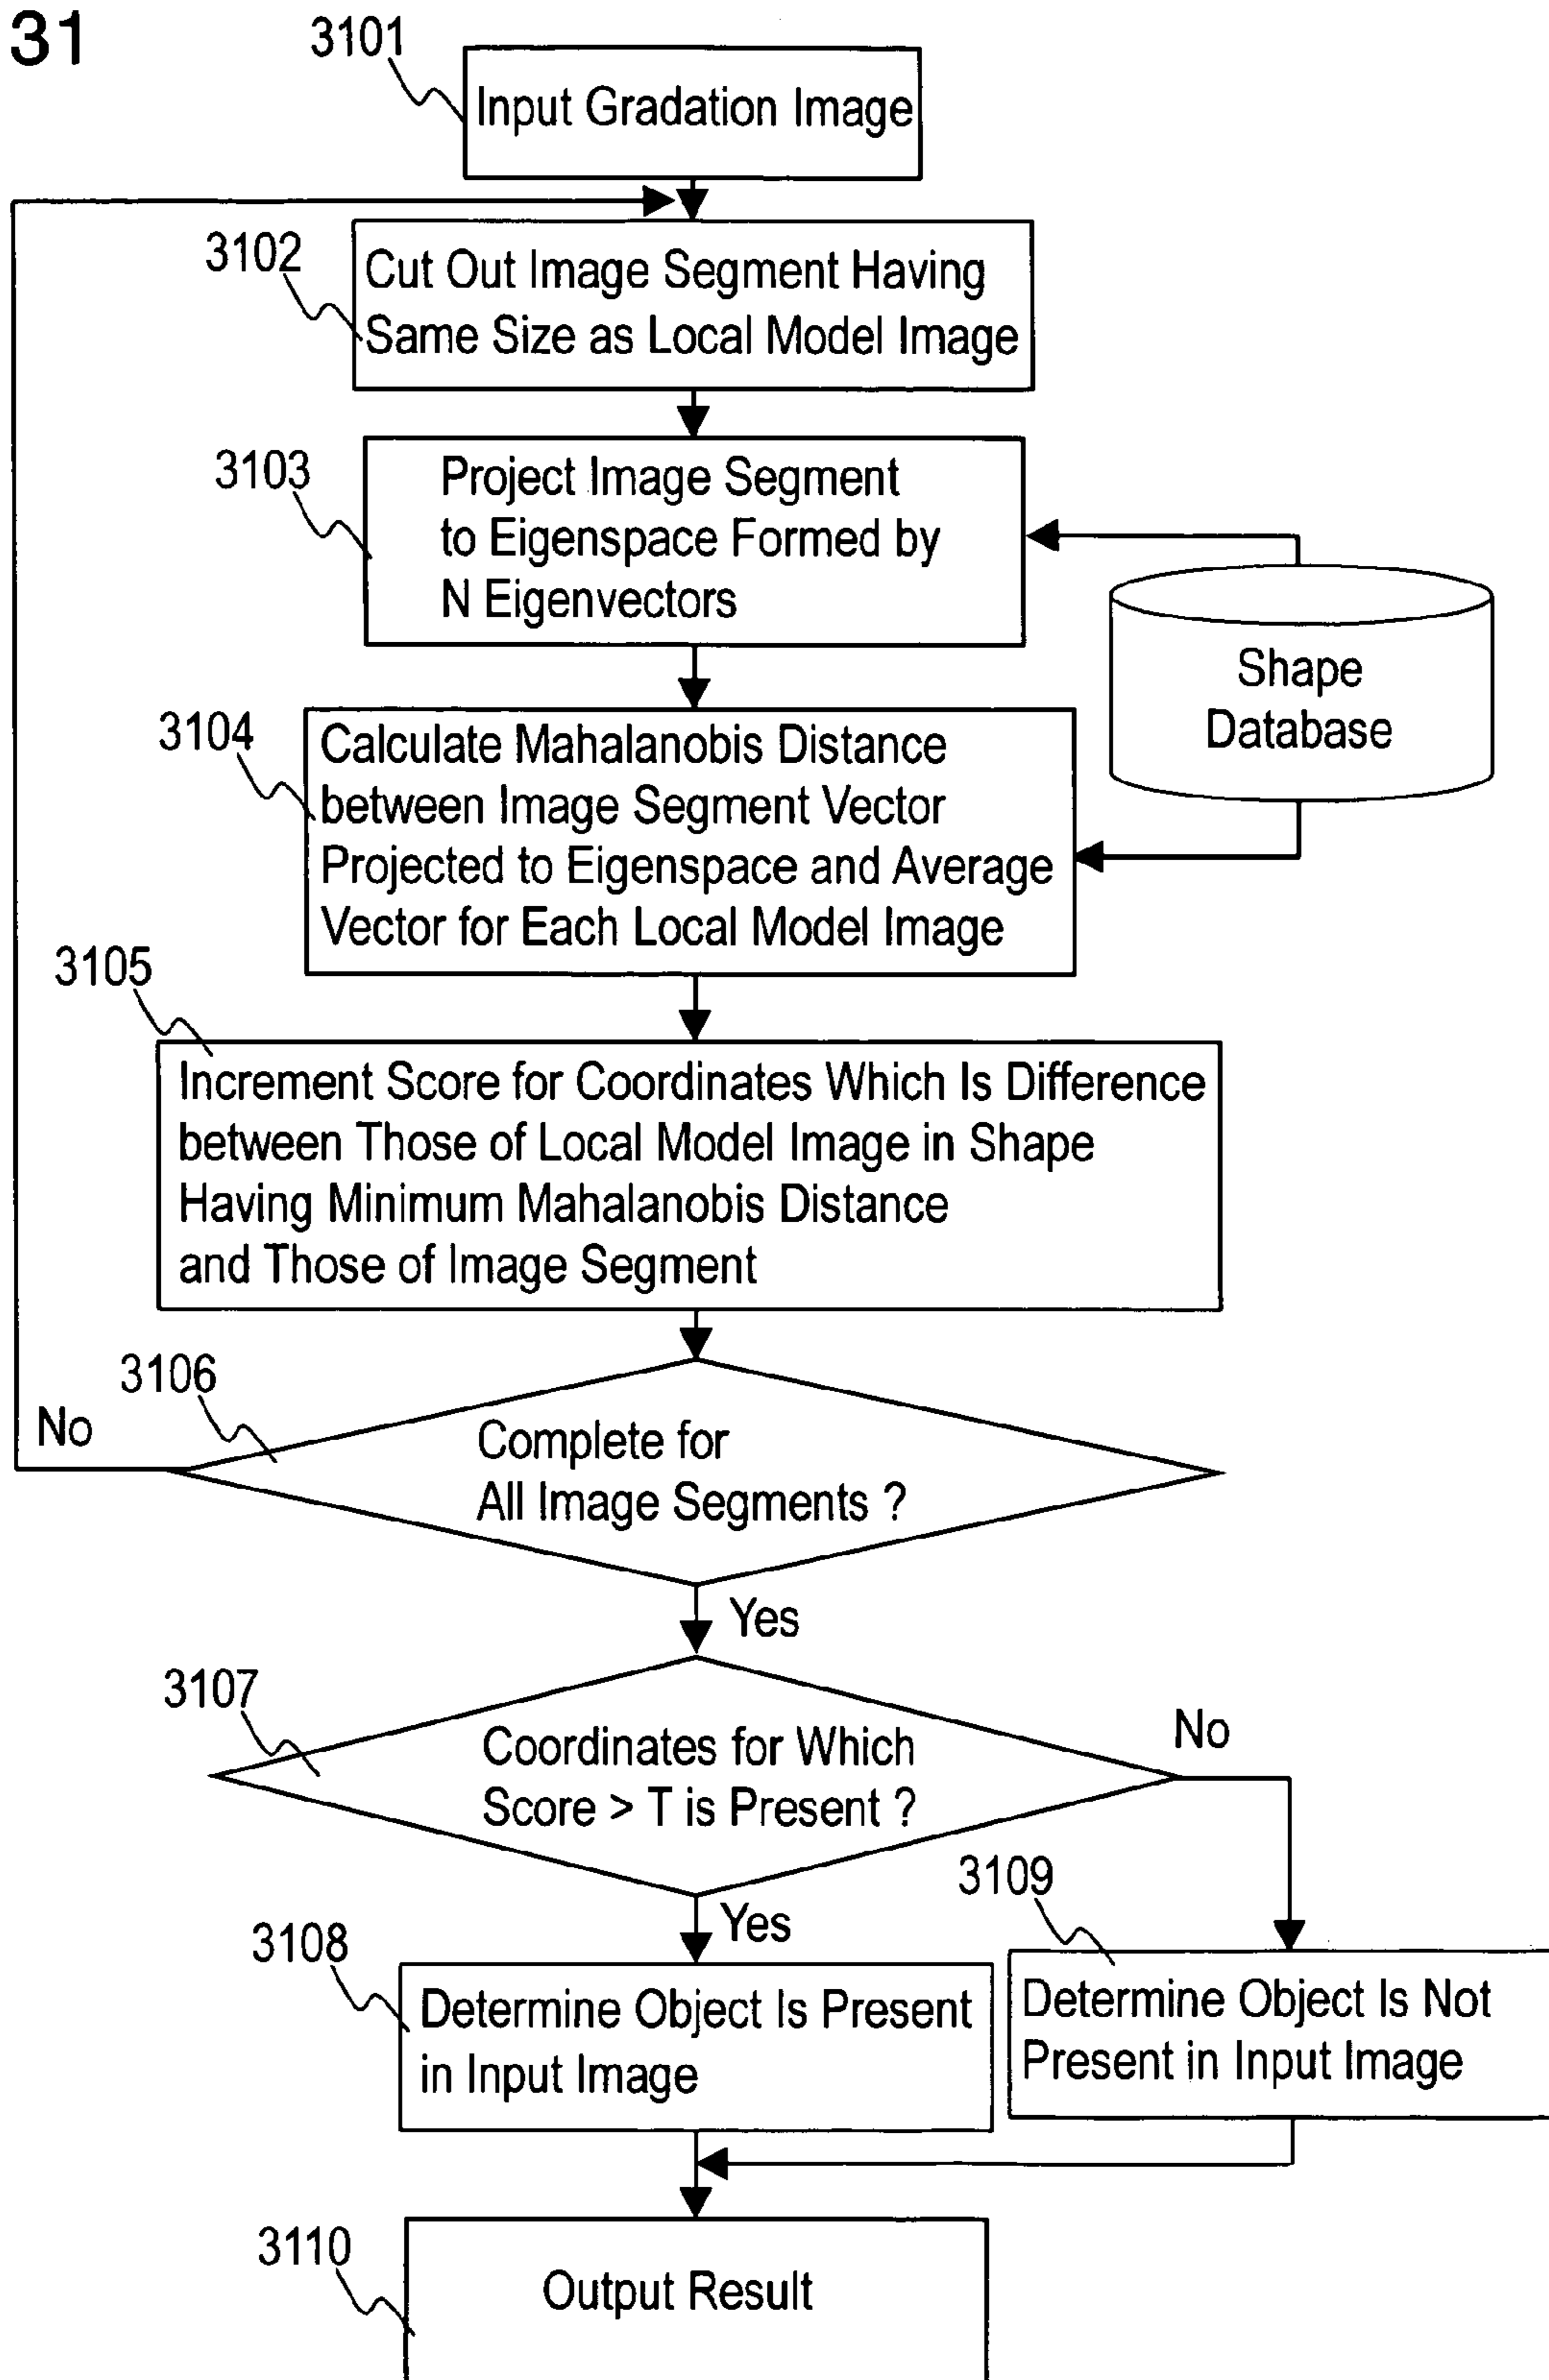 31
3101
Input Gradation Image
3102
Cut Out Image Segment Having
Same Size as Local Model Image
3103
Project Image Segment
to Eigenspace Formed by
N Eigenvectors
Shape
Database
3104
Calculate Mahalanobis Distance
between Image Segment Vector
Projected to Eigenspace and Average
Vector for Each Local Model Image
3105
Increment Score for Coordinates Which Is Difference
between Those of Local Model Image in Shape
Having Minimum Mahalanobis Distance
and Those of Image Segment
3106
No
Complete for
All Image Segments ?
Yes
3107
Coordinates for Which
Score > T is Present ?
No
Yes
3108
Determine Object Is Present
in Input Image
3109
Determine Object Is Not
Present in Input Image
3110
Output Result